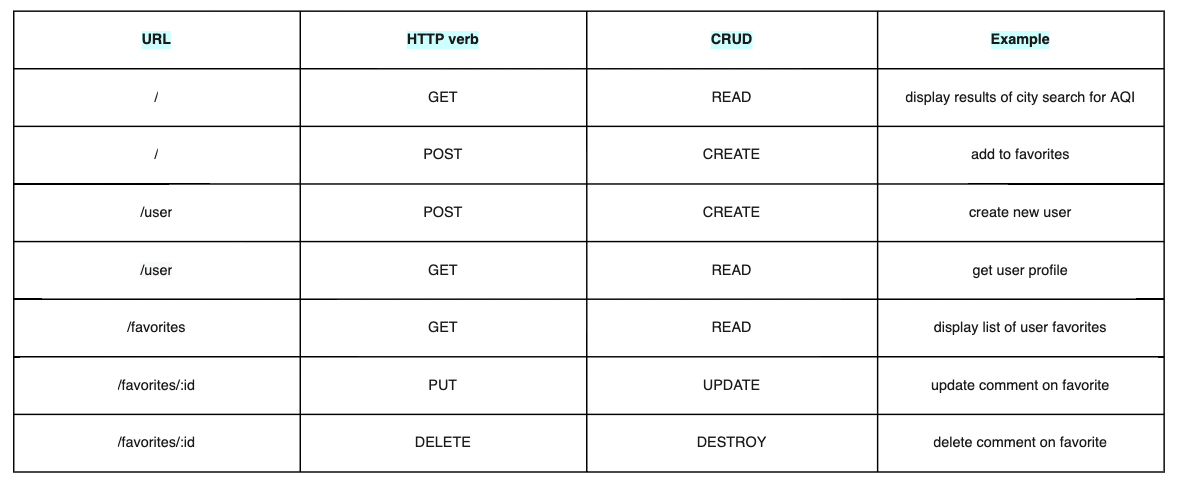 URL HTTP verb CRUD Example
/ GET READ display results of city search for AQI
/ POST CREATE add to favorites
/user POST CREATE create new user
/user GET READ get user profile
/favorites GET READ display list of user favorites
/favorites/:id PUT UPDATE update comment on favorite
/favorites/:id DELETE DESTROY delete comment on favorite